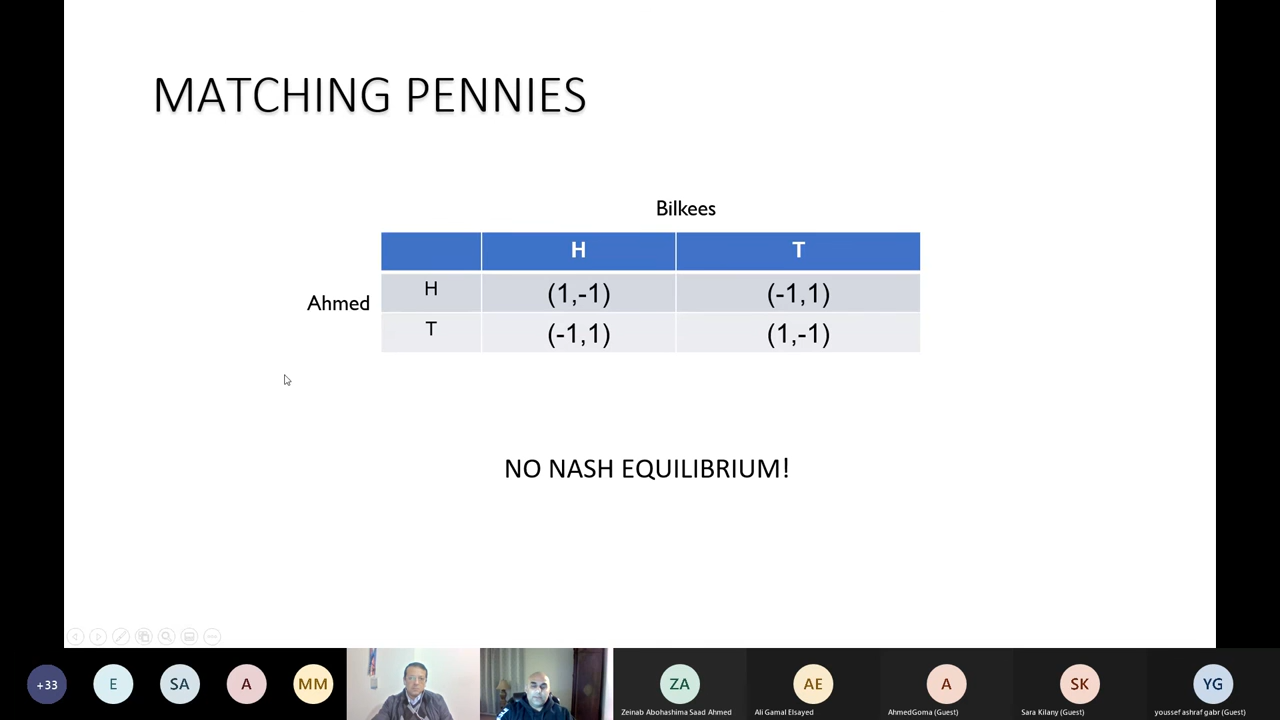 MATCHING PENNIES
Bilkees
H T
Ahmed
H (1,-1) (-1,1)
T (-1,1) (1,-1)
NO NASH EQUILIBRIUM!
+33 E SA A MM ZA AE A SK YG
Zeinab Abohashima Saad Ahmed Ali Gamal Elsayed AhmedGoma (Guest) Sara Kilany (Guest) youssef ashraf gabr (Guest)